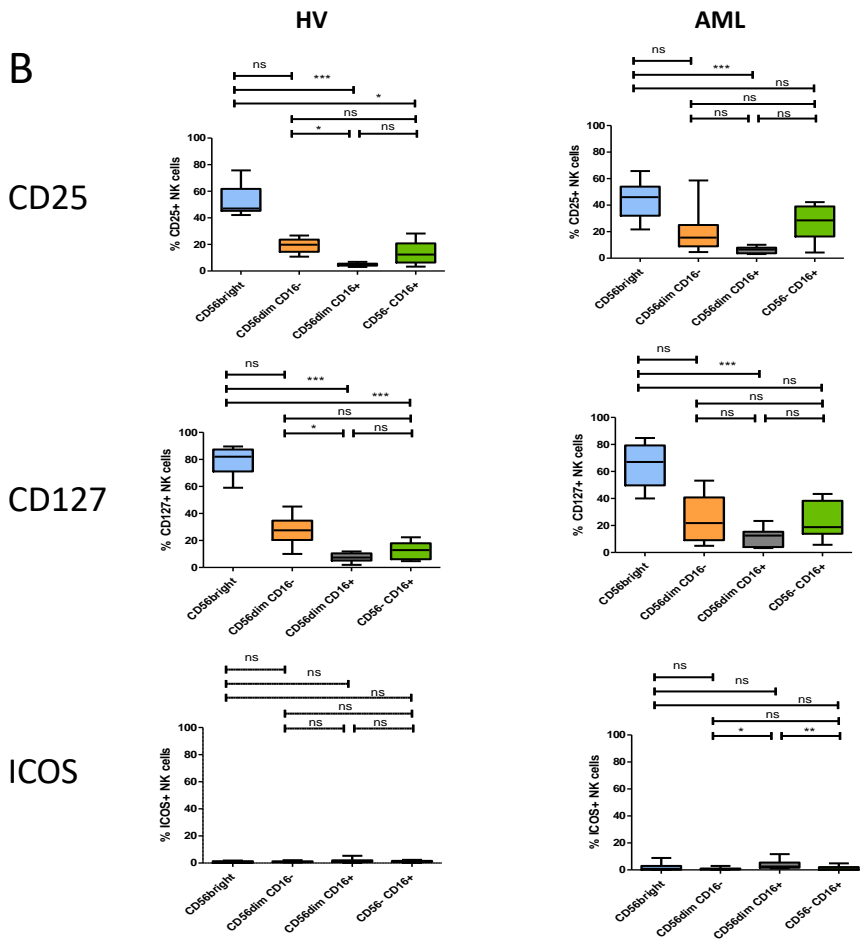 HV
AML
B
CD25
ns
***
*
ns
*
ns
% CD25+ NK cells
100
80
60
40
20
0
CD56bright
CD56dim CD16-
CD56dim CD16+
CD56- CD16+
ns
***
ns
ns
ns
ns
% CD25+ NK cells
100
80
60
40
20
0
CD56bright
CD56dim CD16-
CD56dim CD16+
CD56- CD16+
CD127
ns
***
***
ns
*
ns
% CD127+ NK cells
100
80
60
40
20
0
CD56bright
CD56dim CD16-
CD56dim CD16+
CD56- CD16+
ns
***
ns
ns
ns
ns
% CD127+ NK cells
100
80
60
40
20
0
CD56bright
CD56dim CD16-
CD56dim CD16+
CD56- CD16+
ICOS
ns
ns
ns
ns
ns
ns
% ICOS+ NK cells
100
80
60
40
20
0
CD56bright
CD56dim CD16-
CD56dim CD16+
CD56- CD16+
ns
ns
ns
ns
*
**
% ICOS+ NK cells
100
80
60
40
20
0
CD56bright
CD56dim CD16-
CD56dim CD16+
CD56- CD16+